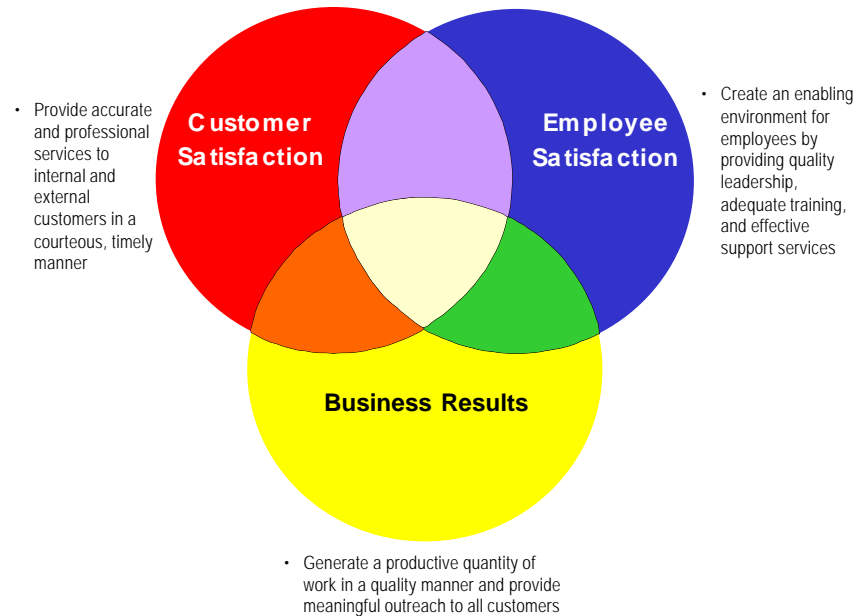 Customer
Satisfaction
Employee
Satisfaction
Business Results
• Provide accurate
and professional
services to
internal and
external
customers in a
courteous, timely
manner
• Create an enabling
environment for
employees by
providing quality
leadership,
adequate training,
and effective
support services
• Generate a productive quantity of
work in a quality manner and provide
meaningful outreach to all customers